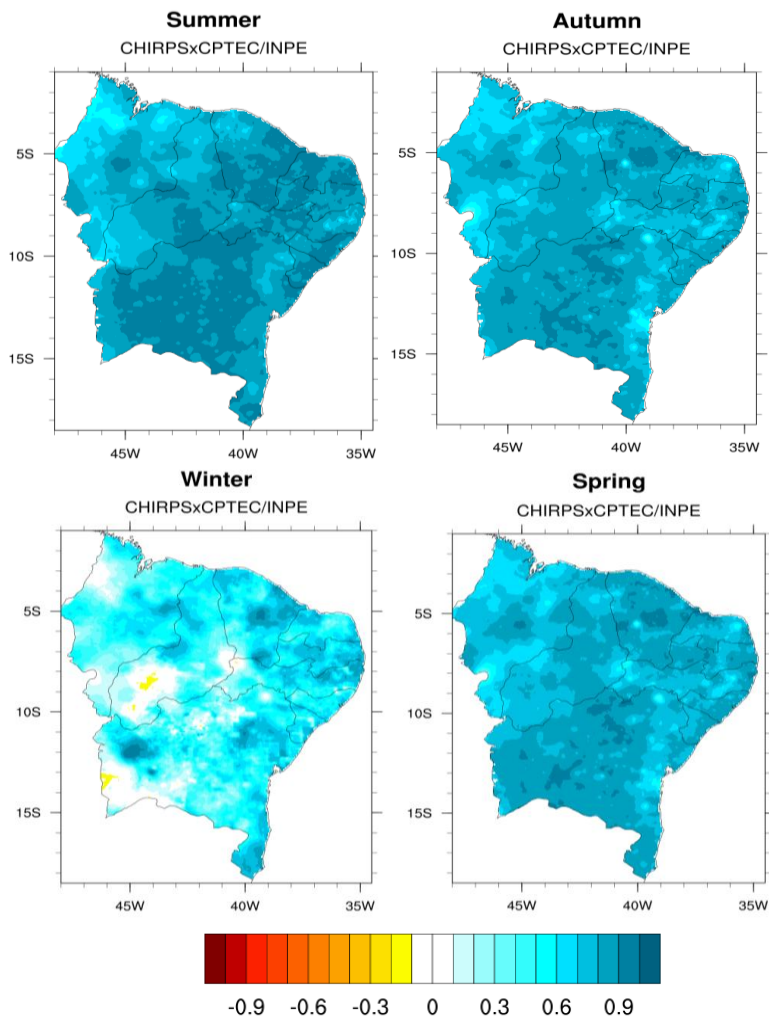 Summer
CHIRPSxCPTEC/INPE
5S
10S
15S
45W
40W
35W
Autumn
CHIRPSxCPTEC/INPE
5S
10S
15S
45W
40W
35W
Winter
CHIRPSxCPTEC/INPE
5S
10S
15S
45W
40W
35W
Spring
CHIRPSxCPTEC/INPE
5S
10S
15S
45W
40W
35W
-0.9 -0.6 -0.3 0 0.3 0.6 0.9